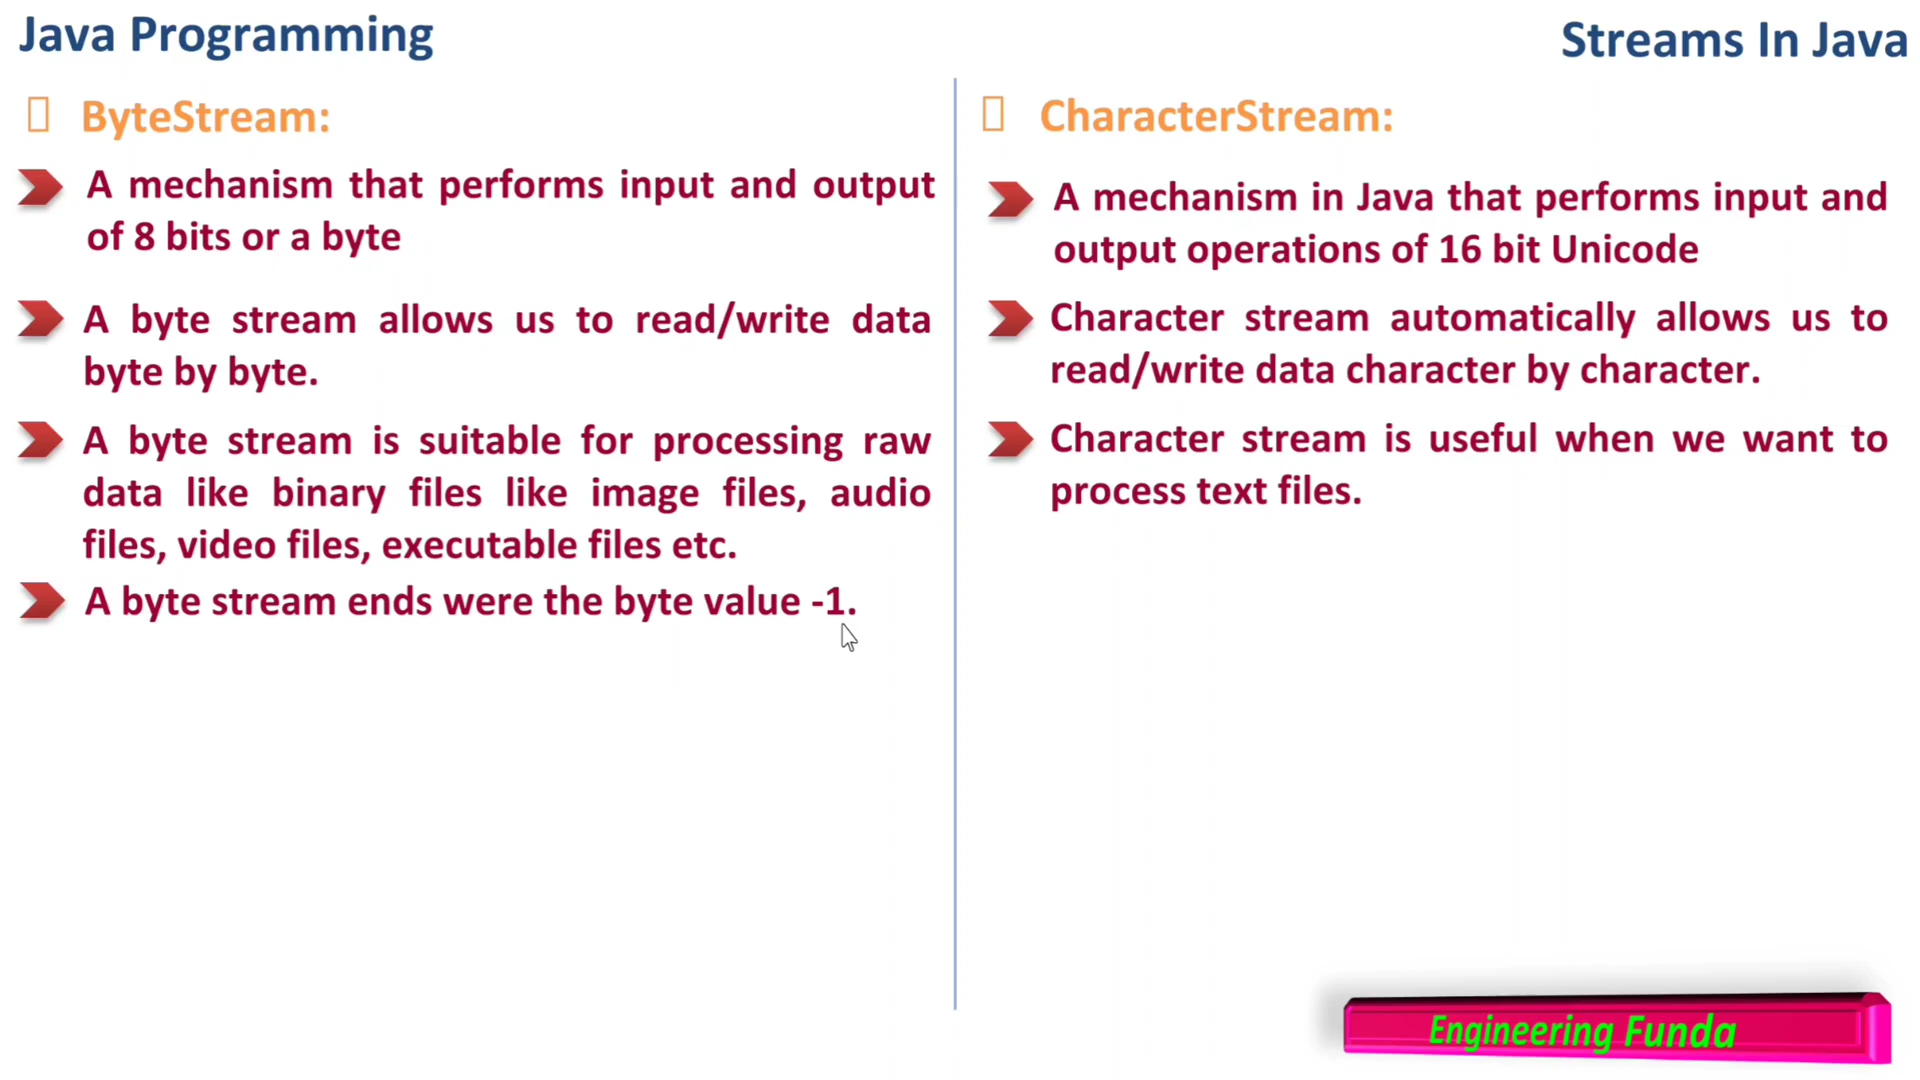 Java Programming
Streams In Java
ByteStream:
A mechanism that performs input and output
of 8 bits or a byte
A byte stream allows us to read/write data
byte by byte.
A byte stream is suitable for processing raw
data like binary files like image files, audio
files, video files, executable files etc.
A byte stream ends were the byte value -1.
CharacterStream:
A mechanism in Java that performs input and
output operations of 16 bit Unicode
Character stream automatically allows us to
read/write data character by character.
Character stream is useful when we want to
process text files.
Engineering Funda